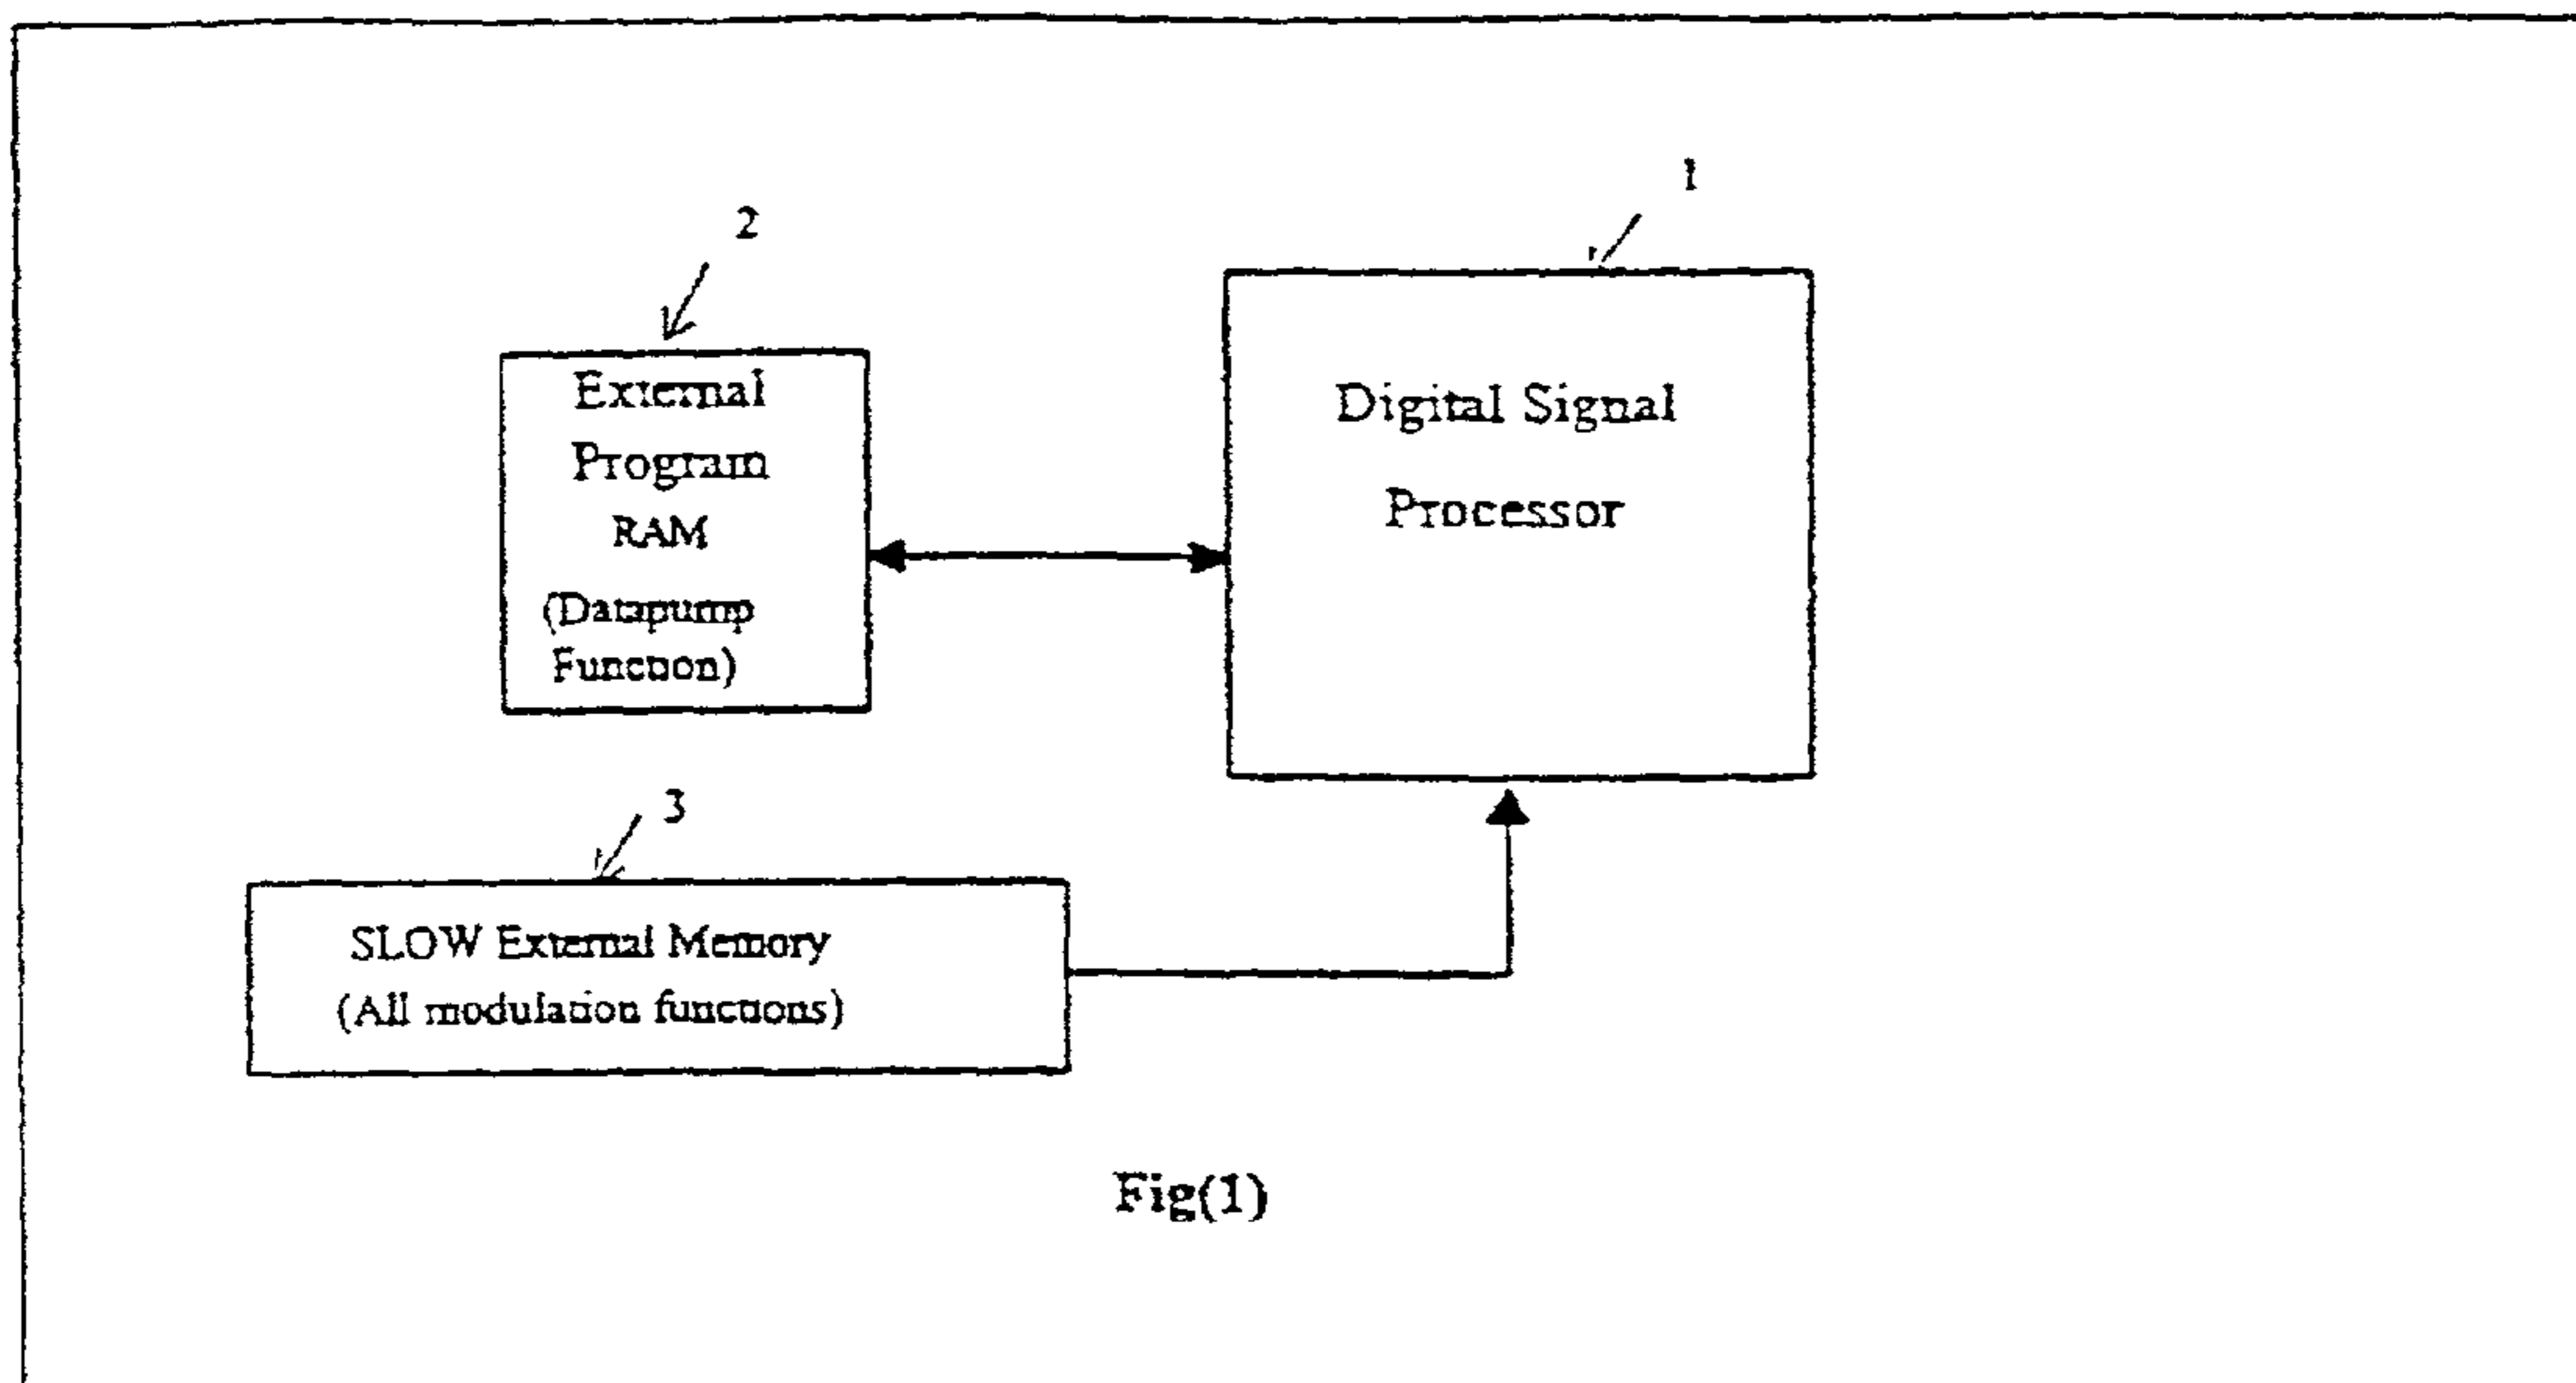 1
2
External
Program
RAM
(Datapump
Function)
Digital Signal
Processor
3
SLOW External Memory
(All modulation functions)
Fig(1)